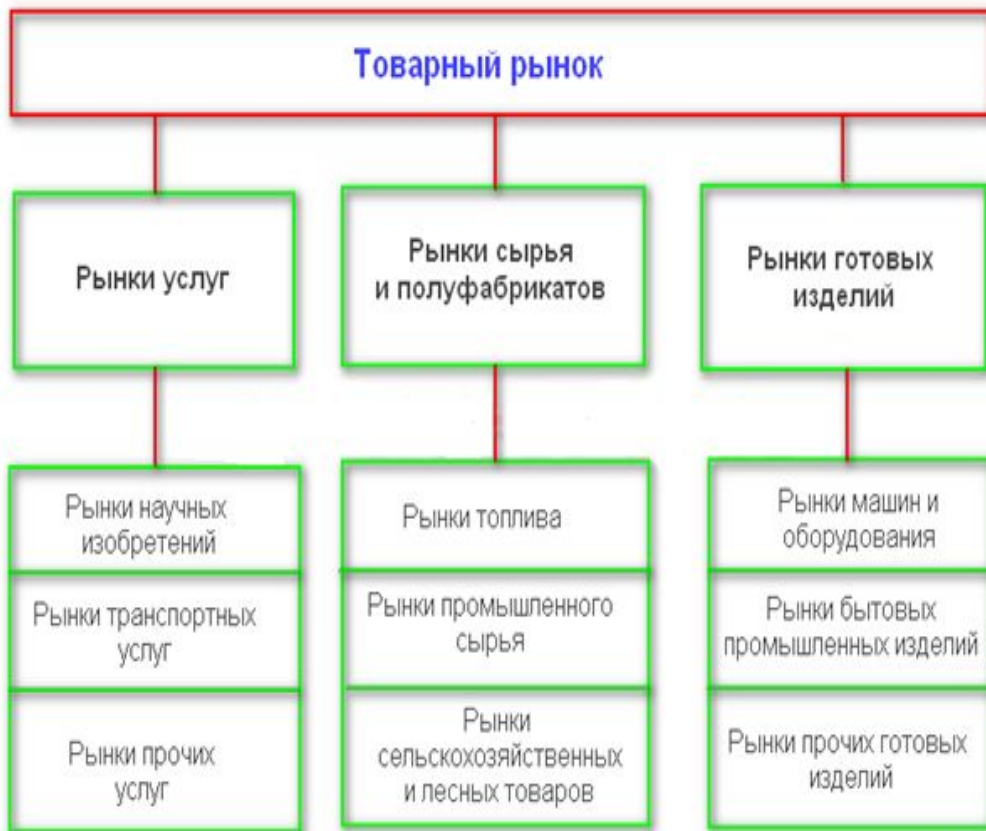 Товарный рынок
Рынки услуг
Рынки сырья
и полуфабрикатов
Рынки готовых
изделий
Рынки научных
изобретений
Рынки транспортных
услуг
Рынки прочих
услуг
Рынки топлива
Рынки промышленного
сырья
Рынки
сельскохозяйственных
и лесных товаров
Рынки машин и
оборудования
Рынки бытовых
промышленных изделий
Рынки прочих готовых
изделий